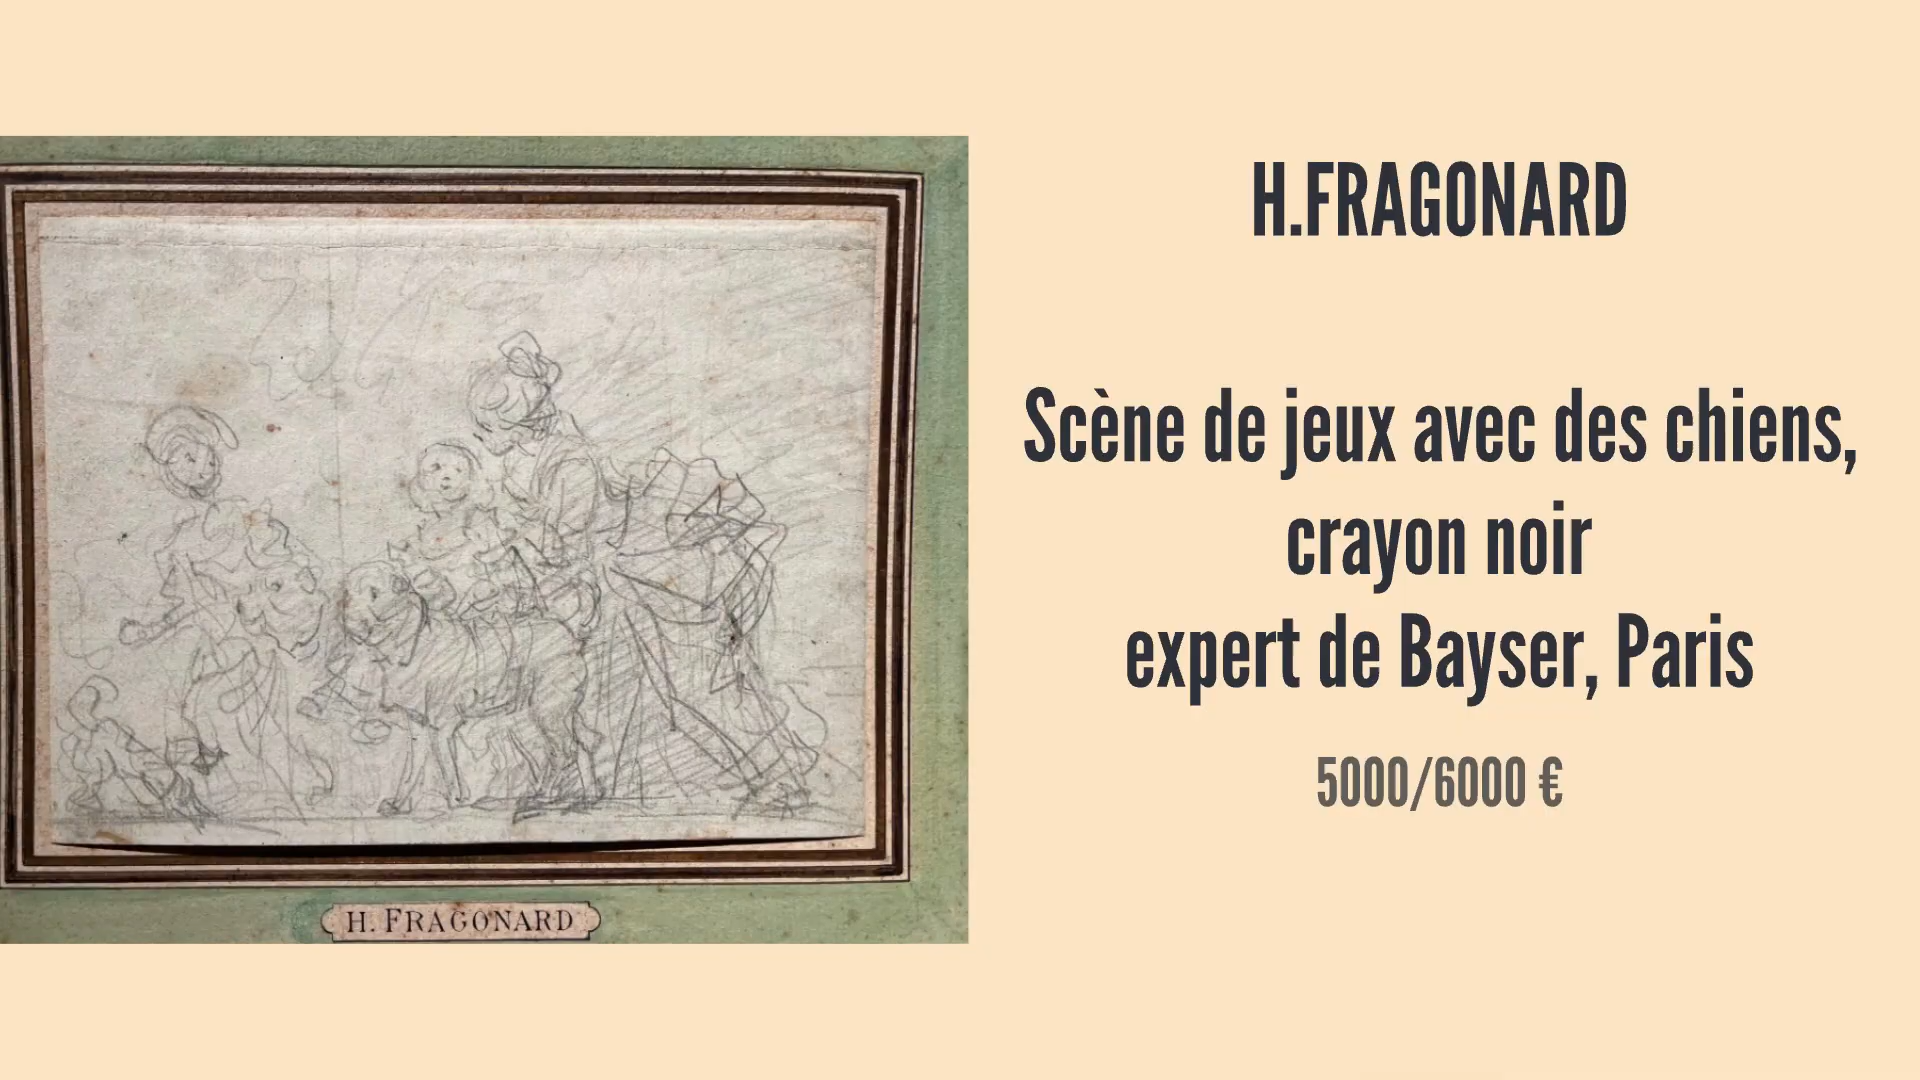 H.FRAGONARD
Scène de jeux avec des chiens,
crayon noir
expert de Bayser, Paris
5000/6000 €
H. FRAGONARD